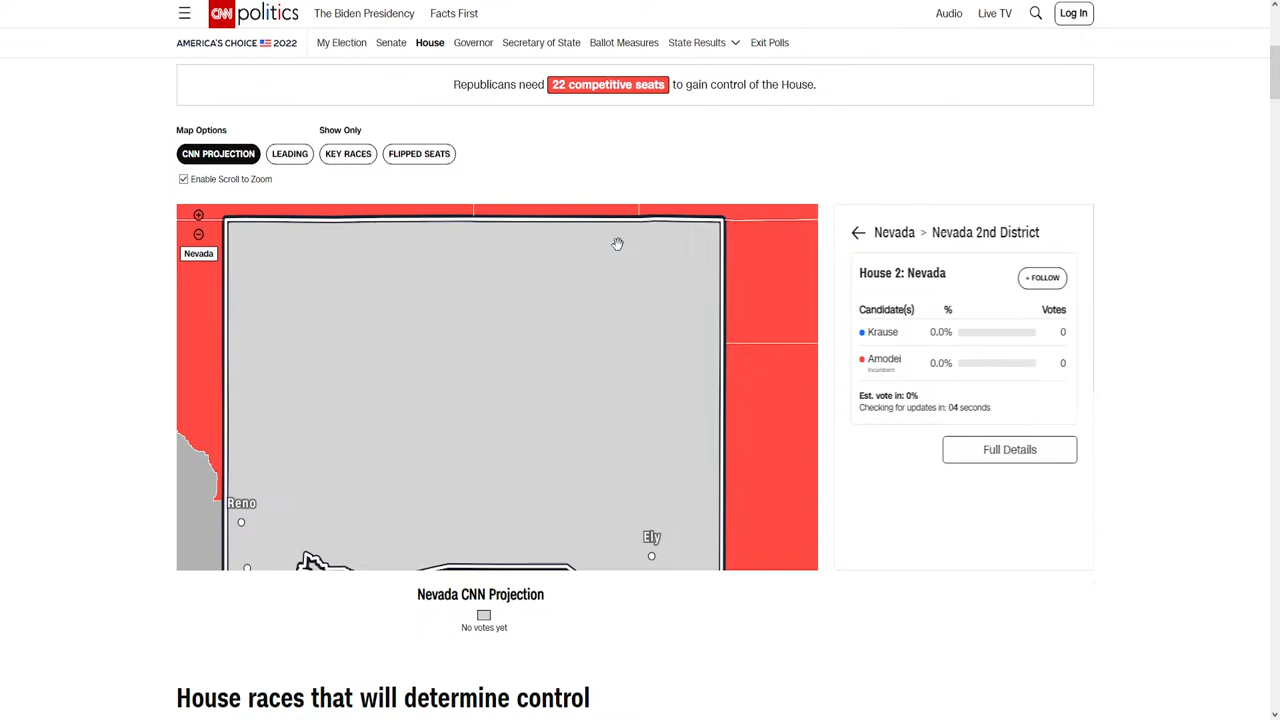 CNN politics The Biden Presidency Facts First Audio Live TV Log In
AMERICA'S CHOICE 2022 My Election Senate House Governor Secretary of State Ballot Measures State Results Exit Polls
Republicans need 22 competitive seats to gain control of the House.
Map Options Show Only
CNN PROJECTION LEADING KEY RACES FLIPPED SEATS
Enable Scroll to Zoom
Nevada
Reno
Ely
Nevada > Nevada 2nd District
House 2: Nevada + FOLLOW
Candidate(s) % Votes
Krause 0.0% 0
Amodei 0.0% 0
Incumbent
Est. vote in: 0%
Checking for updates in: 04 seconds
Full Details
Nevada CNN Projection
No votes yet
House races that will determine control